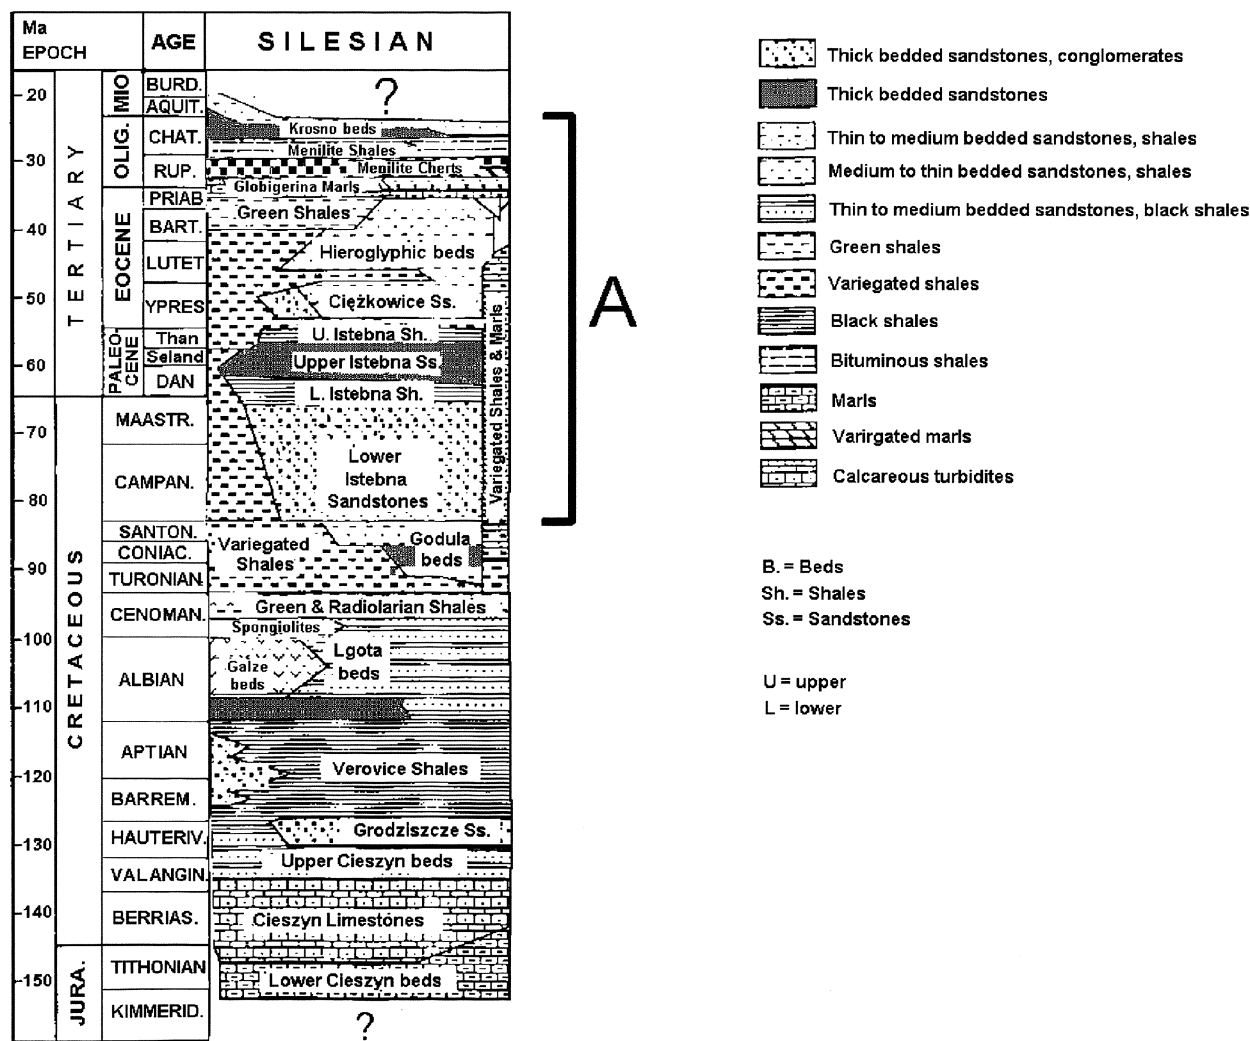 Ma
EPOCH
AGE
SILESIAN
20
30
40
50
60
70
80
90
100
110
120
130
140
150
TERTIARY
CRETACEOUS
JURA.
MIO
OLIG.
EOCENE
PALEO-
CENE
BURD.
AQUIT.
CHAT.
RUP.
PRIAB
BART.
LUTET
YPRES
Than
Seland
DAN
MAASTR.
CAMPAN.
SANTON.
CONIAC.
TURONIAN.
CENOMAN.
ALBIAN
APTIAN
BARREM.
HAUTERIV.
VALANGIN.
BERRIAS.
TITHONIAN
KIMMERID.
?
Krosno beds
Menilite Shales
Menilite Cherts
Globigerina Marls
Green Shales
Hieroglyphic beds
Ciężkowice Ss.
U. Istebna Sh.
Upper Istebna Ss.
L. Istebna Sh.
Lower
Istebna
Sandstones
Variegated Shales & Marls
Variegated
Shales
Godula
beds
Green & Radiolarian Shales
Spongiolites
Galze
beds
Lgota
beds
Verovice Shales
Grodziszcze Ss.
Upper Cieszyn beds
Cieszyn Limestones
Lower Cieszyn beds
?
A
Thick bedded sandstones, conglomerates
Thick bedded sandstones
Thin to medium bedded sandstones, shales
Medium to thin bedded sandstones, shales
Thin to medium bedded sandstones, black shales
Green shales
Variegated shales
Black shales
Bituminous shales
Marls
Varirgated marls
Calcareous turbidites
B. = Beds
Sh. = Shales
Ss. = Sandstones
U = upper
L = lower